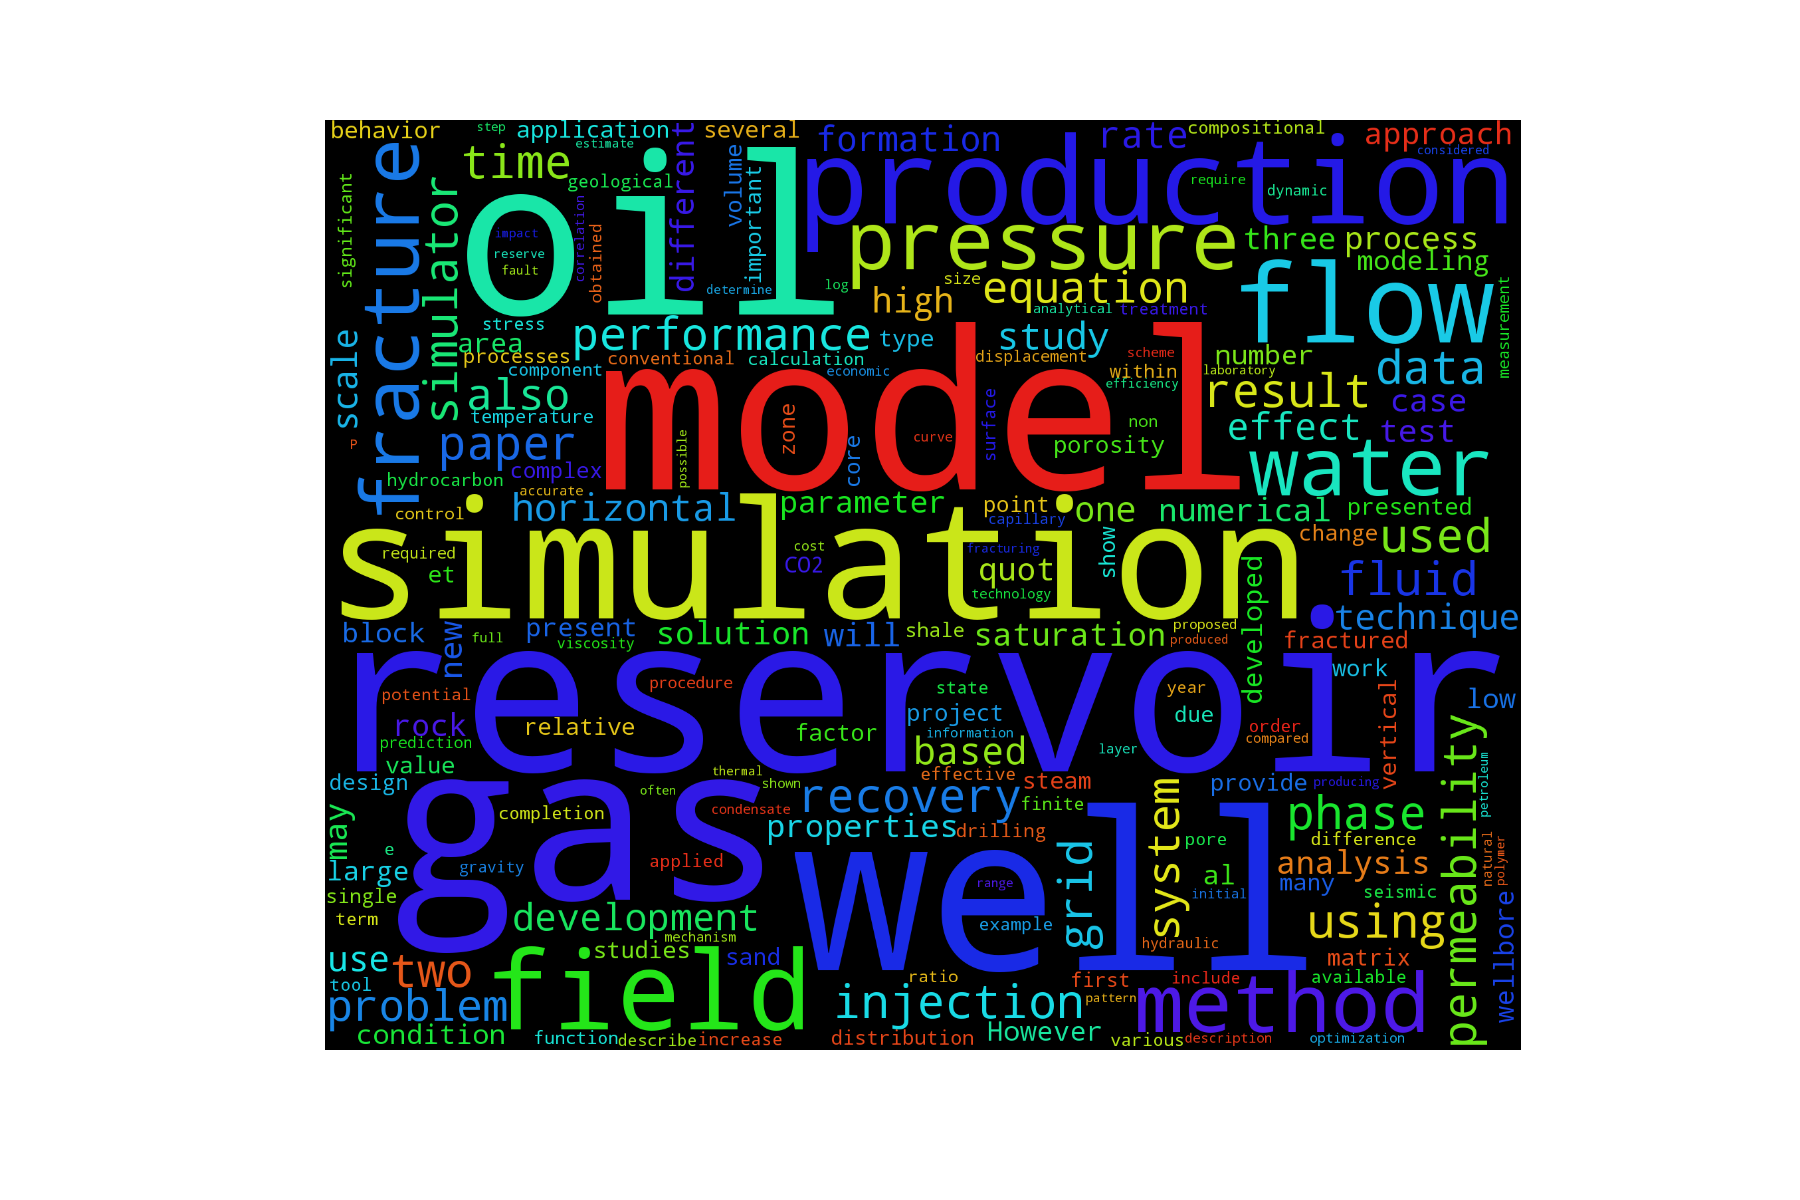 behavior
step
application
estimate
several
formation
rate
compositional
approach
considered
fracture
simulator
time
geological
different
volume
important
oil
production
require
dynamic
significant
correlation
obtained
impact
reserve
fault
determine
log
pressure
size
three
process
modeling
high
equation
analytical
treatment
flow
measurement
stress
area
processes
performance
type
study
scale
conventional
calculation
displacement
scheme
number
component
economic
within
laboratory
efficiency
data
also
model
result
case
temperature
zone
surface
non
effect
test
P
paper
possible
curve
core
porosity
water
complex
hydrocarbon
accurate
horizontal
parameter
point
one
numerical
presented
control
capillary
simulation
show
change
used
required
cost
fracturing
et
CO2
quot
developed
fluid
technology
block
new
full
present
viscosity
solution
will
shale
saturation
proposed
produced
technique
fractured
reservoir
work
procedure
potential
state
year
low
vertical
rock
relative
project
due
order
prediction
factor
information
compared
value
based
layer
permeability
petroleum
design
gas
thermal
shown
effective
steam
provide
producing
often
recovery
finite
system
phase
completion
condensate
may
properties
drilling
pore
difference
e
well
grid
natural
polymer
large
gravity
applied
al
analysis
range
many
single
initial
seismic
wellbore
term
development
example
using
mechanism
hydraulic
use
two
field
studies
sand
matrix
tool
ratio
first
include
available
problem
injection
pattern
method
condition
function
describe
increase
distribution
However
various
description
optimization